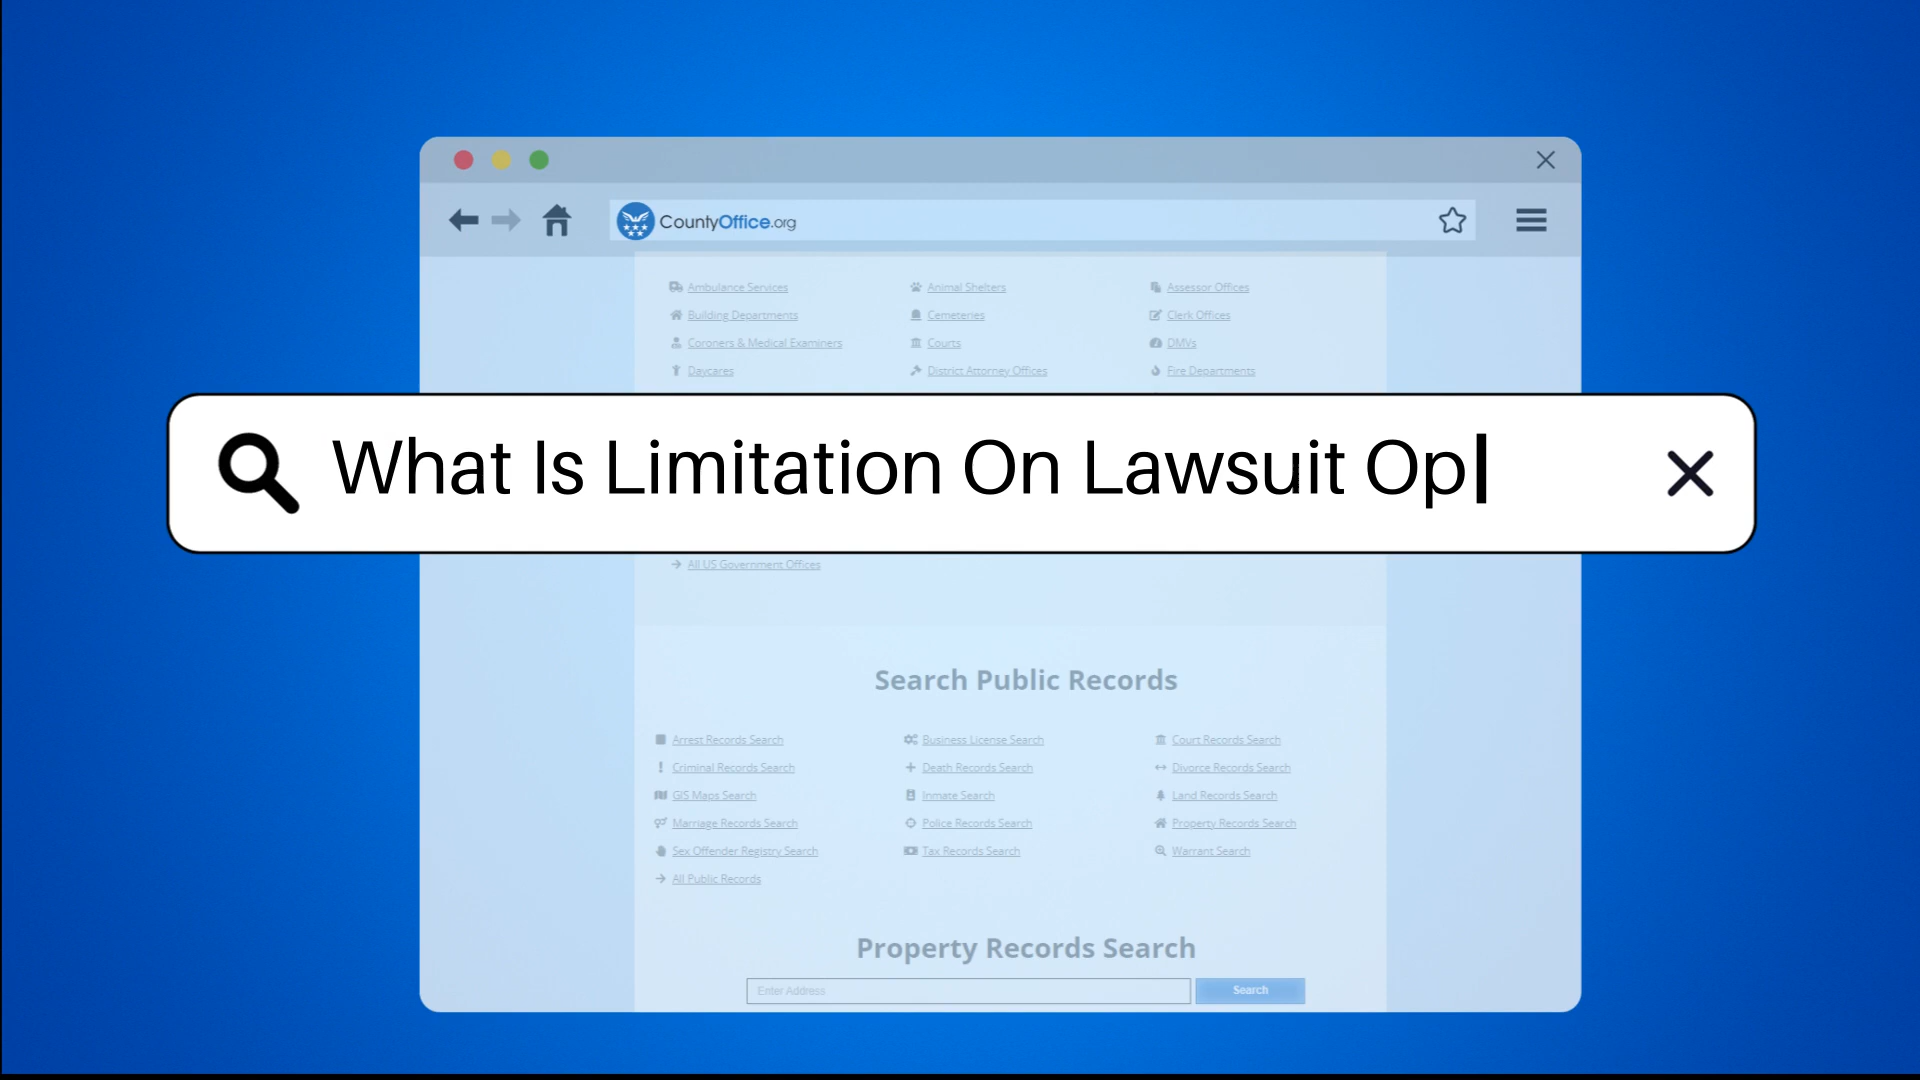 CountyOffice.org
Ambulance Services Animal Shelters Assessor Offices
Building Departments Cemeteries Clerk Offices
Coroners & Medical Examiners Courts DMVs
Daycares District Attorney Offices Fire Departments
What Is Limitation On Lawsuit Op
All US Government Offices
Search Public Records
Arrest Records Search Business License Search Court Records Search
Criminal Records Search Death Records Search Divorce Records Search
GIS Maps Search Inmate Search Land Records Search
Marriage Records Search Police Records Search Property Records Search
Sex Offender Registry Search Tax Records Search Warrant Search
All Public Records
Property Records Search
Enter Address Search